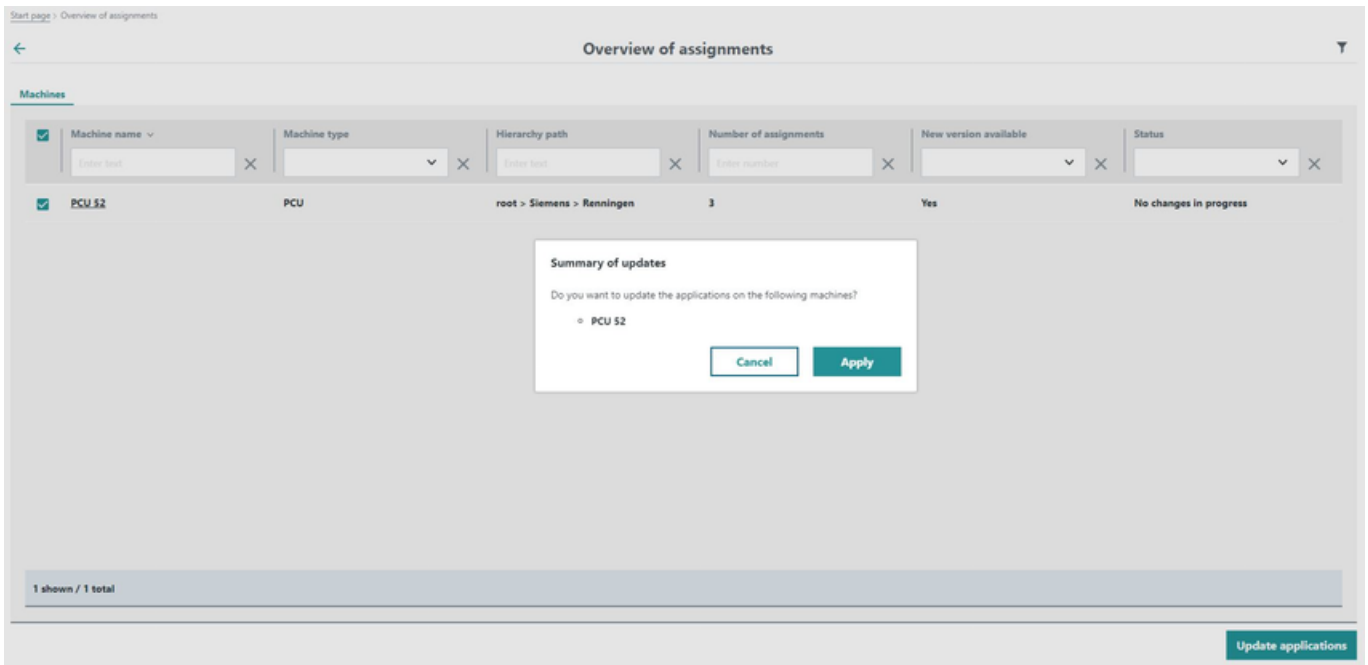 Start page > Overview of assignments
Overview of assignments
Machines
Machine name Machine type Hierarchy path Number of assignments New version available Status
Enter text Enter text Enter number
PCU 52 PCU root > Siemens > Renningen 3 Yes No changes in progress
Summary of updates
Do you want to update the applications on the following machines?
PCU 52
Cancel Apply
1 shown / 1 total
Update applications